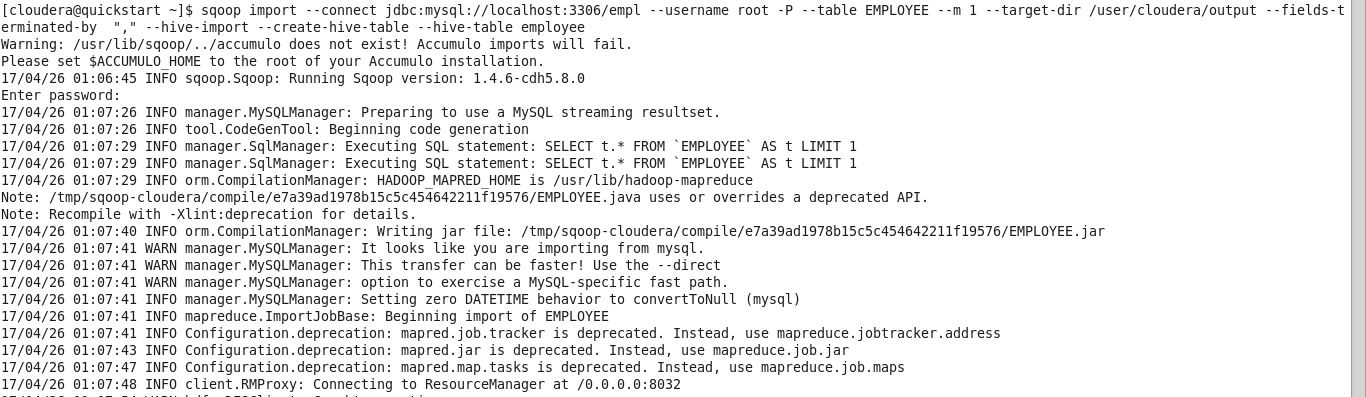 [cloudera@quickstart ~]$ sqoop import --connect jdbc:mysql://localhost:3306/empl --username root -P --table EMPLOYEE --m 1 --target-dir /user/cloudera/output --fields-t
erminated-by  "," --hive-import --create-hive-table --hive-table employee
Warning: /usr/lib/sqoop/../accumulo does not exist! Accumulo imports will fail.
Please set $ACCUMULO_HOME to the root of your Accumulo installation.
17/04/26 01:06:45 INFO sqoop.Sqoop: Running Sqoop version: 1.4.6-cdh5.8.0
Enter password:
17/04/26 01:07:26 INFO manager.MySQLManager: Preparing to use a MySQL streaming resultset.
17/04/26 01:07:26 INFO tool.CodeGenTool: Beginning code generation
17/04/26 01:07:29 INFO manager.SqlManager: Executing SQL statement: SELECT t.* FROM `EMPLOYEE` AS t LIMIT 1
17/04/26 01:07:29 INFO manager.SqlManager: Executing SQL statement: SELECT t.* FROM `EMPLOYEE` AS t LIMIT 1
17/04/26 01:07:29 INFO orm.CompilationManager: HADOOP_MAPRED_HOME is /usr/lib/hadoop-mapreduce
Note: /tmp/sqoop-cloudera/compile/e7a39ad1978b15c5c454642211f19576/EMPLOYEE.java uses or overrides a deprecated API.
Note: Recompile with -Xlint:deprecation for details.
17/04/26 01:07:40 INFO orm.CompilationManager: Writing jar file: /tmp/sqoop-cloudera/compile/e7a39ad1978b15c5c454642211f19576/EMPLOYEE.jar
17/04/26 01:07:41 WARN manager.MySQLManager: It looks like you are importing from mysql.
17/04/26 01:07:41 WARN manager.MySQLManager: This transfer can be faster! Use the --direct
17/04/26 01:07:41 WARN manager.MySQLManager: option to exercise a MySQL-specific fast path.
17/04/26 01:07:41 INFO manager.MySQLManager: Setting zero DATETIME behavior to convertToNull (mysql)
17/04/26 01:07:41 INFO mapreduce.ImportJobBase: Beginning import of EMPLOYEE
17/04/26 01:07:41 INFO Configuration.deprecation: mapred.job.tracker is deprecated. Instead, use mapreduce.jobtracker.address
17/04/26 01:07:43 INFO Configuration.deprecation: mapred.jar is deprecated. Instead, use mapreduce.job.jar
17/04/26 01:07:47 INFO Configuration.deprecation: mapred.map.tasks is deprecated. Instead, use mapreduce.job.maps
17/04/26 01:07:48 INFO client.RMProxy: Connecting to ResourceManager at /0.0.0.0:8032